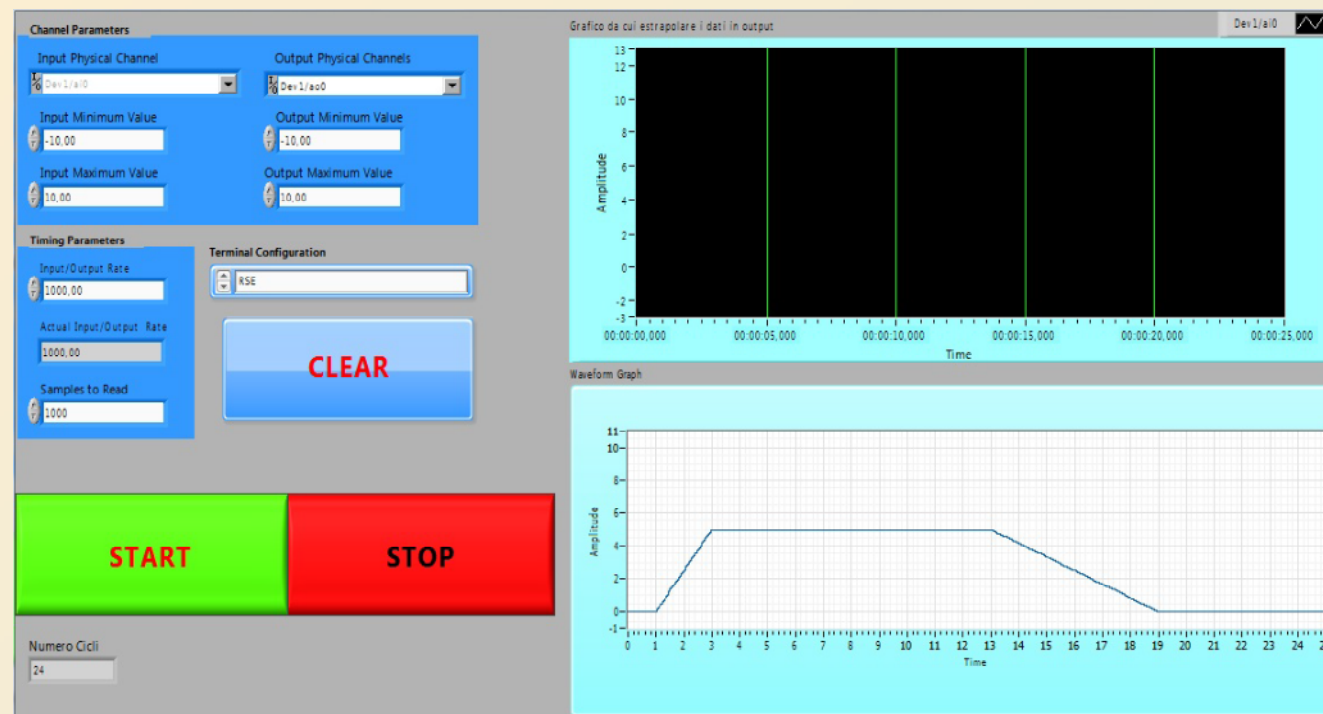 Channel Parameters
Input Physical Channel
Output Physical Channels
Dev1/ai0
Dev1/ao0
Input Minimum Value
Output Minimum Value
-10,00
-10,00
Input Maximum Value
Output Maximum Value
10,00
10,00
Timing Parameters
Input/Output Rate
1000,00
Actual Input/Output Rate
1000,00
Samples to Read
1000
Terminal Configuration
RSE
CLEAR
START
STOP
Numero Cicli
24
Grafico da cui estrapolare i dati in output
Dev1/ai0
13
12
10
8
6
4
2
0
-2
-3
Amplitude
00:00:00,000 00:00:05,000 00:00:10,000 00:00:15,000 00:00:20,000 00:00:25,000
Time
Waveform Graph
11
10
8
6
4
2
0
-1
Amplitude
0 1 2 3 4 5 6 7 8 9 10 11 12 13 14 15 16 17 18 19 20 21 22 23 24
Time